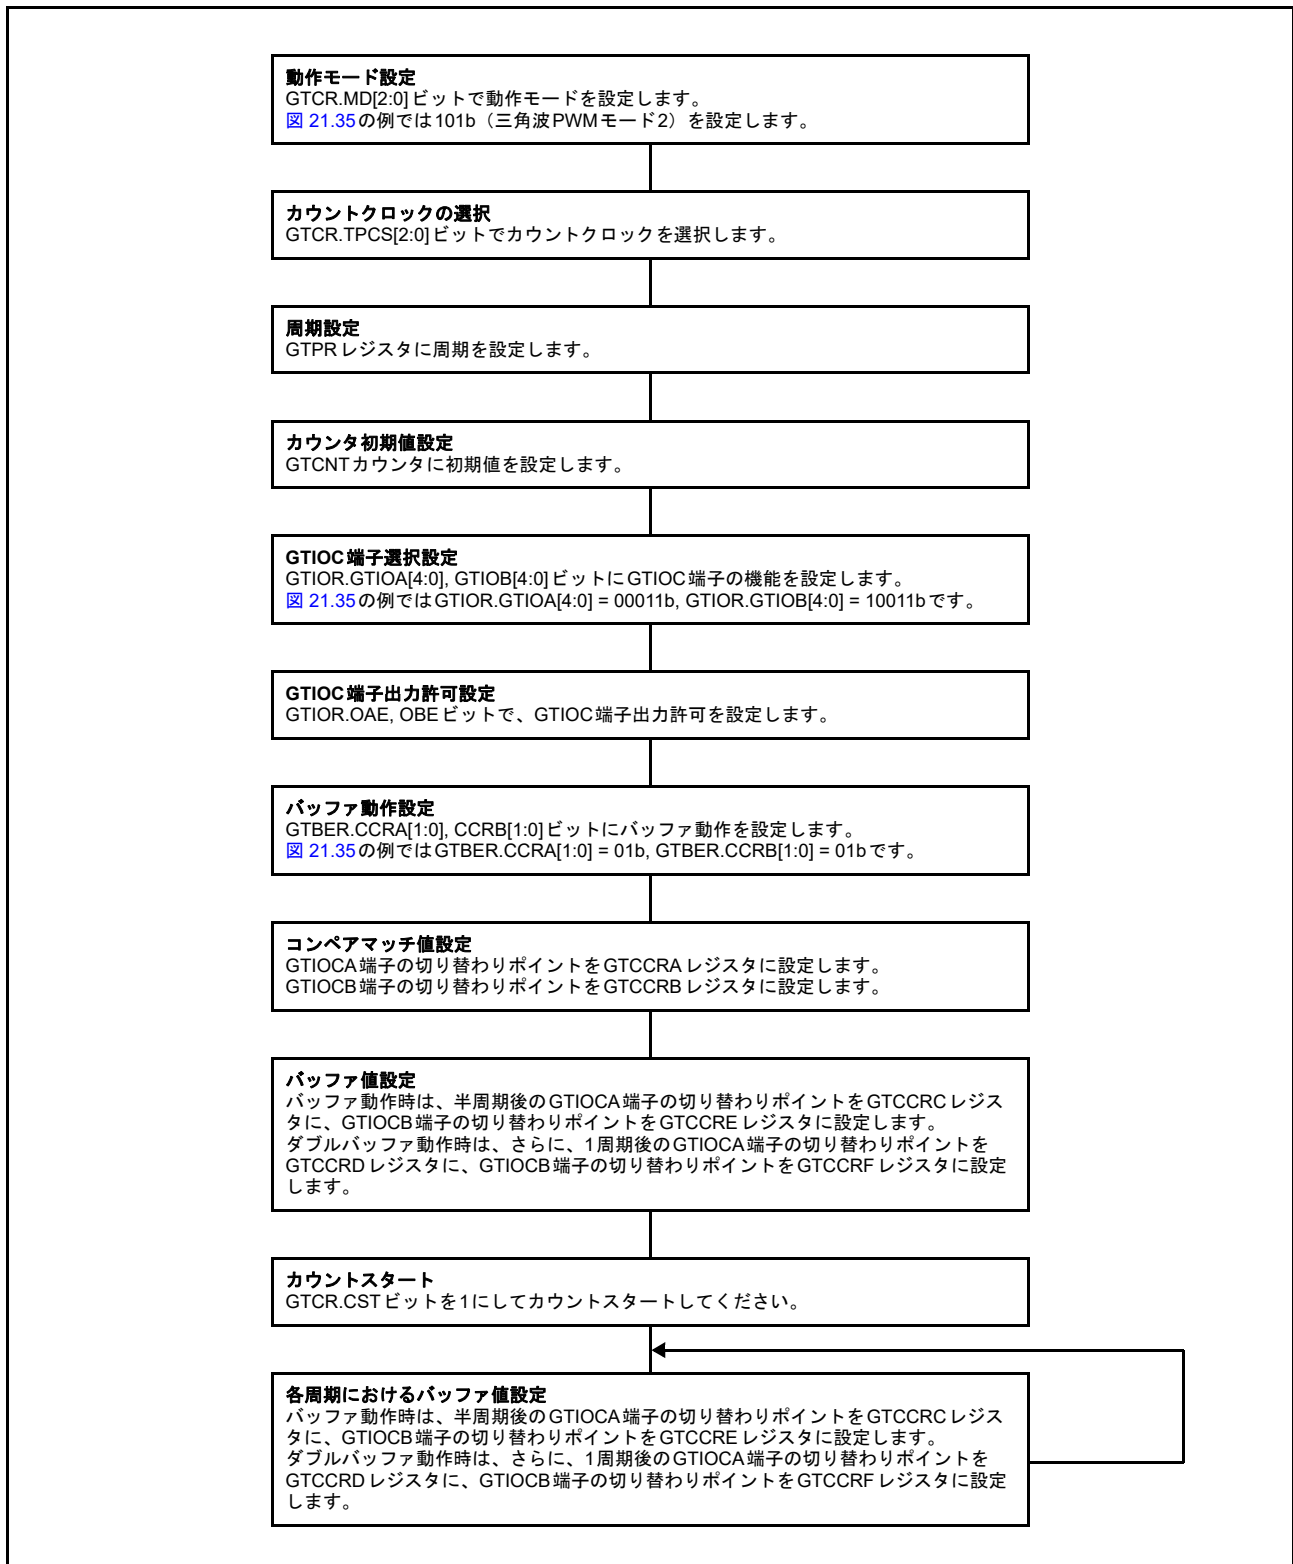 動作モード設定
GTCR.MD[2:0]ビットで動作モードを設定します。
図 21.35の例では101b（三角波PWMモード2）を設定します。
カウントクロックの選択
GTCR.TPCS[2:0]ビットでカウントクロックを選択します。
周期設定
GTPRレジスタに周期を設定します。
カウンタ初期値設定
GTCNTカウンタに初期値を設定します。
GTIOC端子選択設定
GTIOR.GTIOA[4:0], GTIOB[4:0]ビットにGTIOC端子の機能を設定します。
図 21.35の例ではGTIOR.GTIOA[4:0] = 00011b, GTIOR.GTIOB[4:0] = 10011bです。
GTIOC端子出力許可設定
GTIOR.OAE, OBEビットで、GTIOC端子出力許可を設定します。
バッファ動作設定
GTBER.CCRA[1:0], CCRB[1:0]ビットにバッファ動作を設定します。
図 21.35の例ではGTBER.CCRA[1:0] = 01b, GTBER.CCRB[1:0] = 01bです。
コンペアマッチ値設定
GTIOCA端子の切り替わりポイントをGTCCRAレジスタに設定します。
GTIOCB端子の切り替わりポイントをGTCCRBレジスタに設定します。
バッファ値設定
バッファ動作時は、半周期後のGTIOCA端子の切り替わりポイントをGTCCRCレジス
タに、GTIOCB端子の切り替わりポイントをGTCCREレジスタに設定します。
ダブルバッファ動作時は、さらに、1周期後のGTIOCA端子の切り替わりポイントを
GTCCRDレジスタに、GTIOCB端子の切り替わりポイントをGTCCRFレジスタに設定
します。
カウントスタート
GTCR.CSTビットを1にしてカウントスタートしてください。
各周期におけるバッファ値設定
バッファ動作時は、半周期後のGTIOCA端子の切り替わりポイントをGTCCRCレジス
タに、GTIOCB端子の切り替わりポイントをGTCCREレジスタに設定します。
ダブルバッファ動作時は、さらに、1周期後のGTIOCA端子の切り替わりポイントを
GTCCRDレジスタに、GTIOCB端子の切り替わりポイントをGTCCRFレジスタに設定
します。